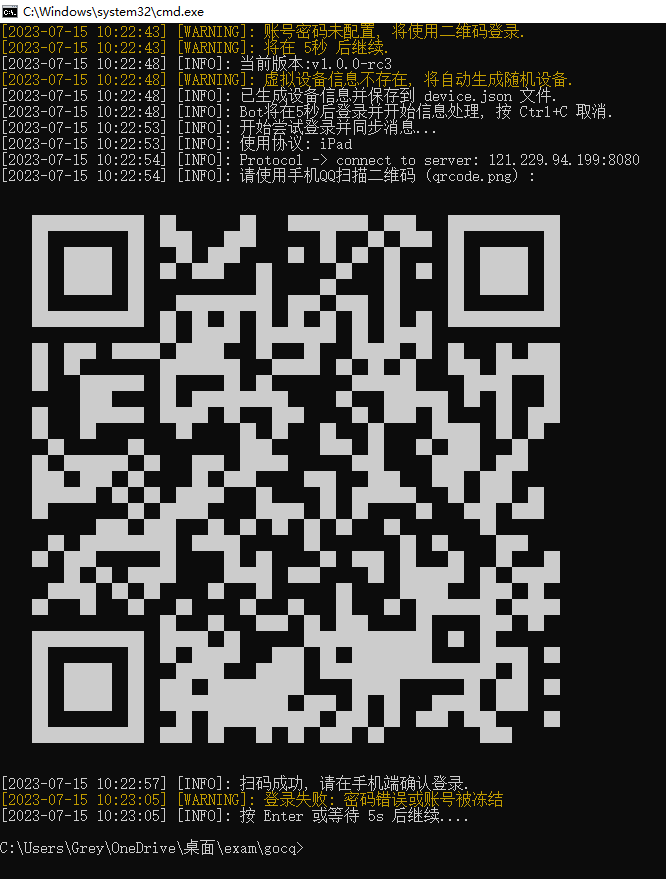 C:\Windows\system32\cmd.exe
[2023-07-15 10:22:43] [WARNING]: 账号密码未配置, 将使用二维码登录.
[2023-07-15 10:22:43] [WARNING]: 将在 5秒 后继续.
[2023-07-15 10:22:48] [INFO]: 当前版本:v1.0.0-rc3
[2023-07-15 10:22:48] [WARNING]: 虚拟设备信息不存在, 将自动生成随机设备.
[2023-07-15 10:22:48] [INFO]: 已生成设备信息并保存到 device.json 文件.
[2023-07-15 10:22:48] [INFO]: Bot将在5秒后登录并开始信息处理, 按 Ctrl+C 取消.
[2023-07-15 10:22:53] [INFO]: 开始尝试登录并同步消息...
[2023-07-15 10:22:53] [INFO]: 使用协议: iPad
[2023-07-15 10:22:54] [INFO]: Protocol -> connect to server: 121.229.94.199:8080
[2023-07-15 10:22:54] [INFO]: 请使用手机QQ扫描二维码 (qrcode.png) :
[2023-07-15 10:22:57] [INFO]: 扫码成功, 请在手机端确认登录.
[2023-07-15 10:23:05] [WARNING]: 登录失败: 密码错误或账号被冻结
[2023-07-15 10:23:05] [INFO]: 按 Enter 或等待 5s 后继续....
C:\Users\Grey\OneDrive\桌面\exam\gocq>